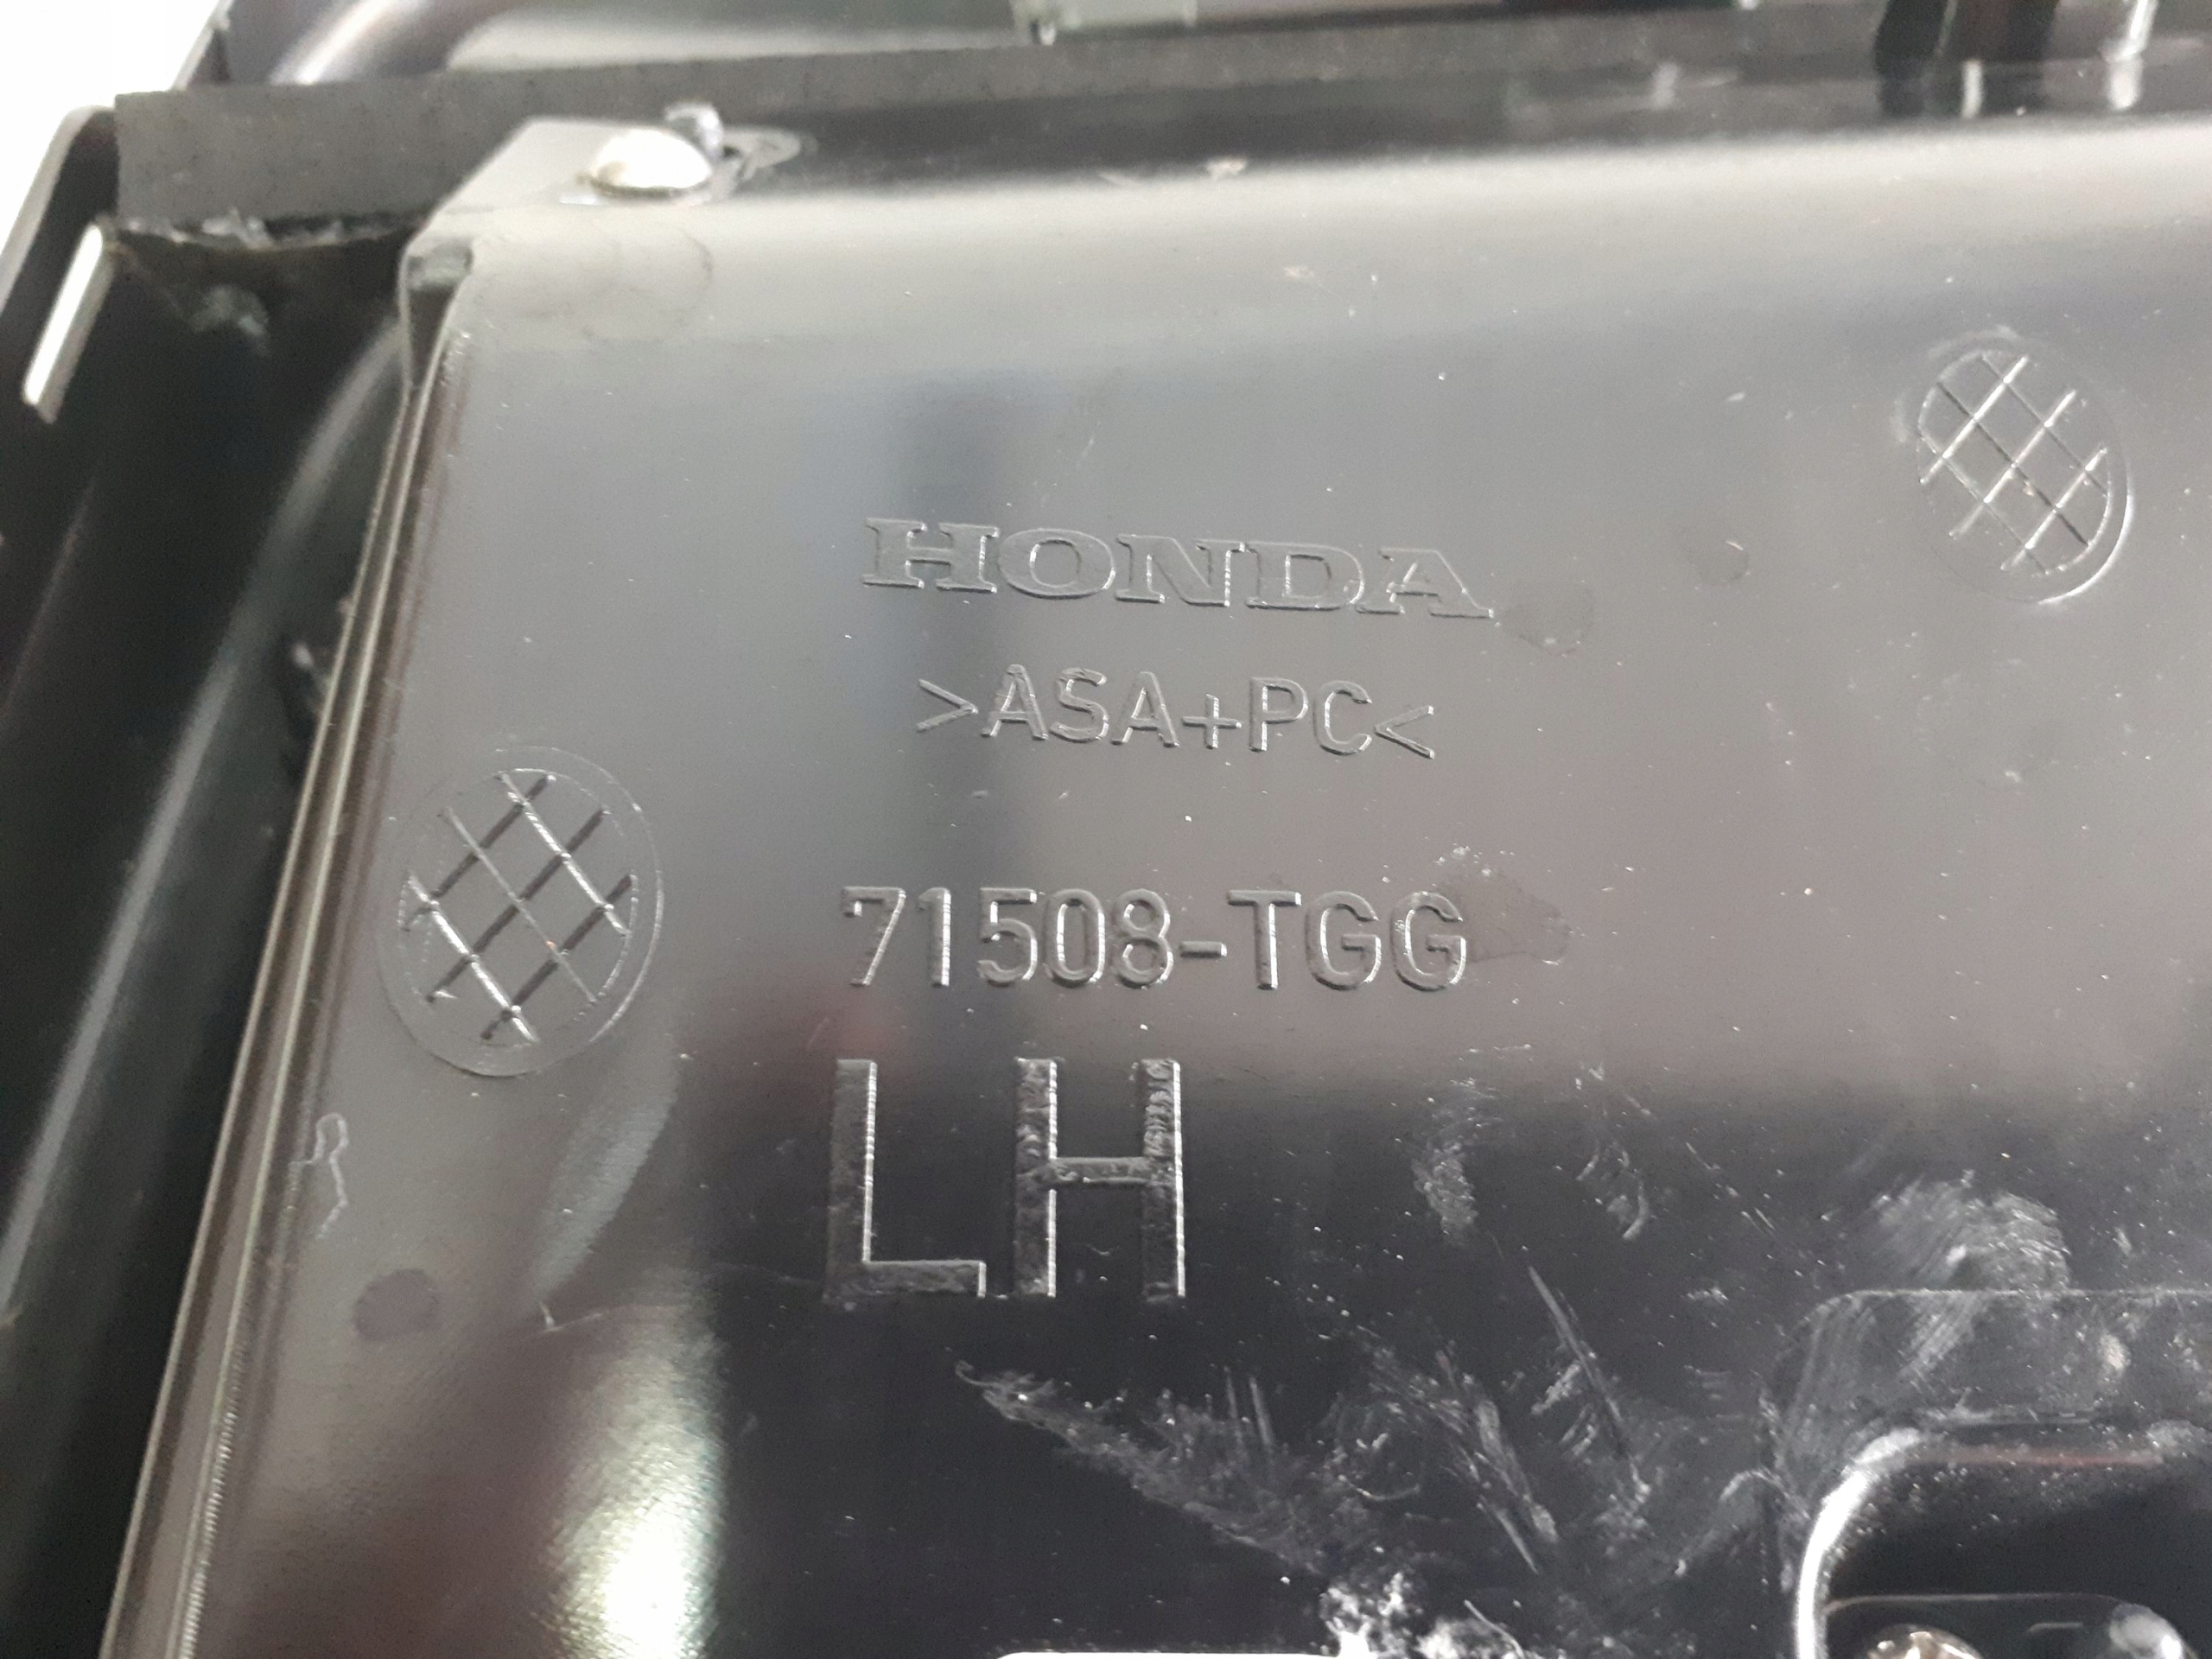 HONDA
>ASA+PC<
71508-TGG
LH